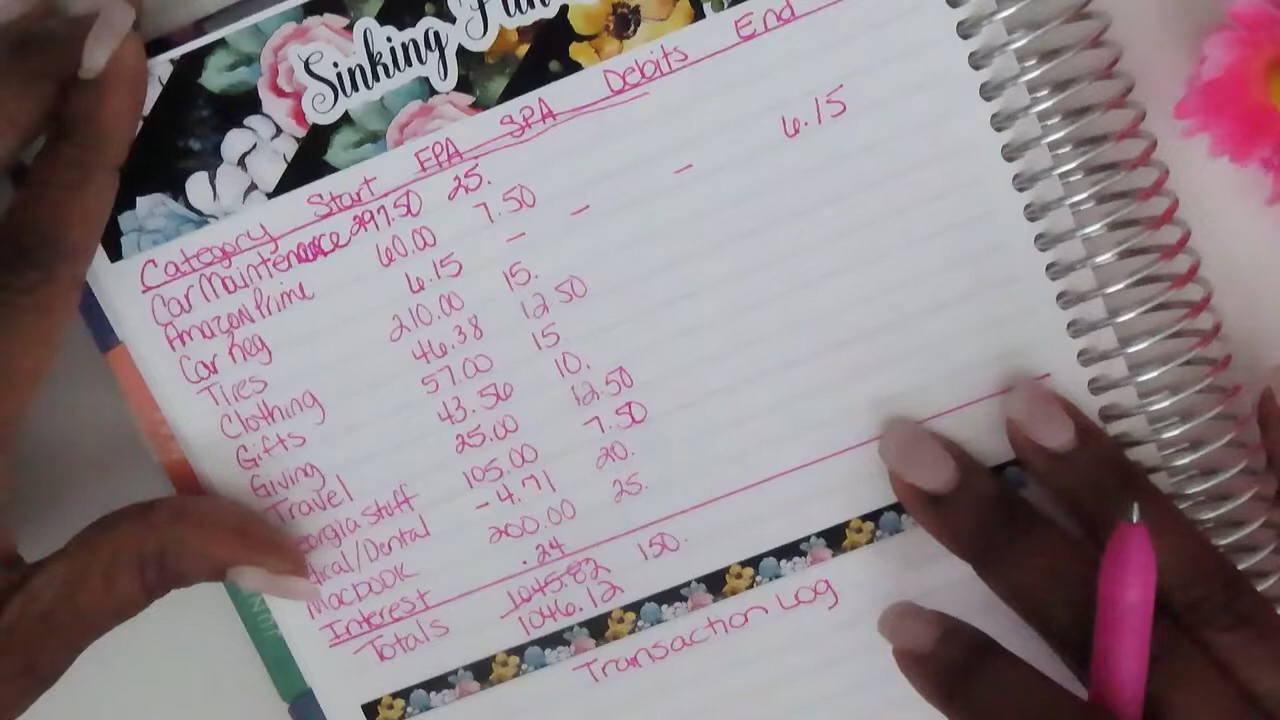 Sinking Fun
Category Start FPA SPA Debits End
Car Maintenance 297.50 25.
Amazon Prime 60.00 7.50
Car Reg 6.15 - - - 6.15
Tires 210.00 15.
Clothing 46.38 12.50
Gifts 57.00 15
Giving 43.56 10.
Travel 25.00 12.50
orgia Stuff 105.00 7.50
dical/Dental -4.71 20.
Macbook 200.00 25.
Interest .24
Totals 1045.82 150.
1046.12
Transaction Log